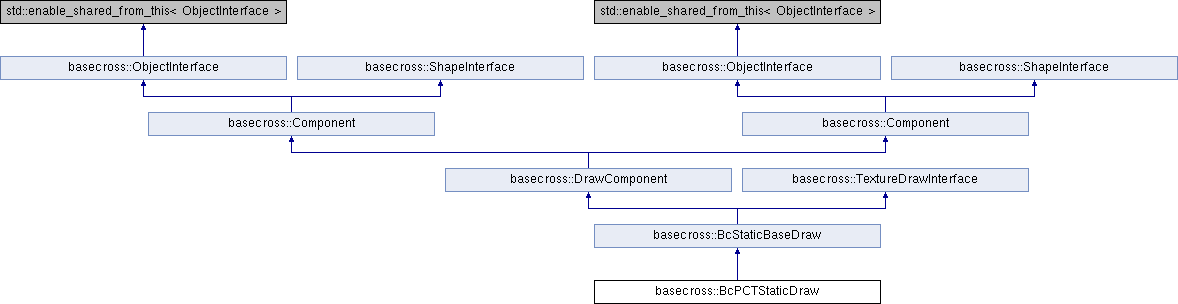 std::enable_shared_from_this< ObjectInterface >
std::enable_shared_from_this< ObjectInterface >
basecross::ObjectInterface
basecross::ShapeInterface
basecross::ObjectInterface
basecross::ShapeInterface
basecross::Component
basecross::Component
basecross::DrawComponent
basecross::TextureDrawInterface
basecross::BcStaticBaseDraw
basecross::BcPCTStaticDraw